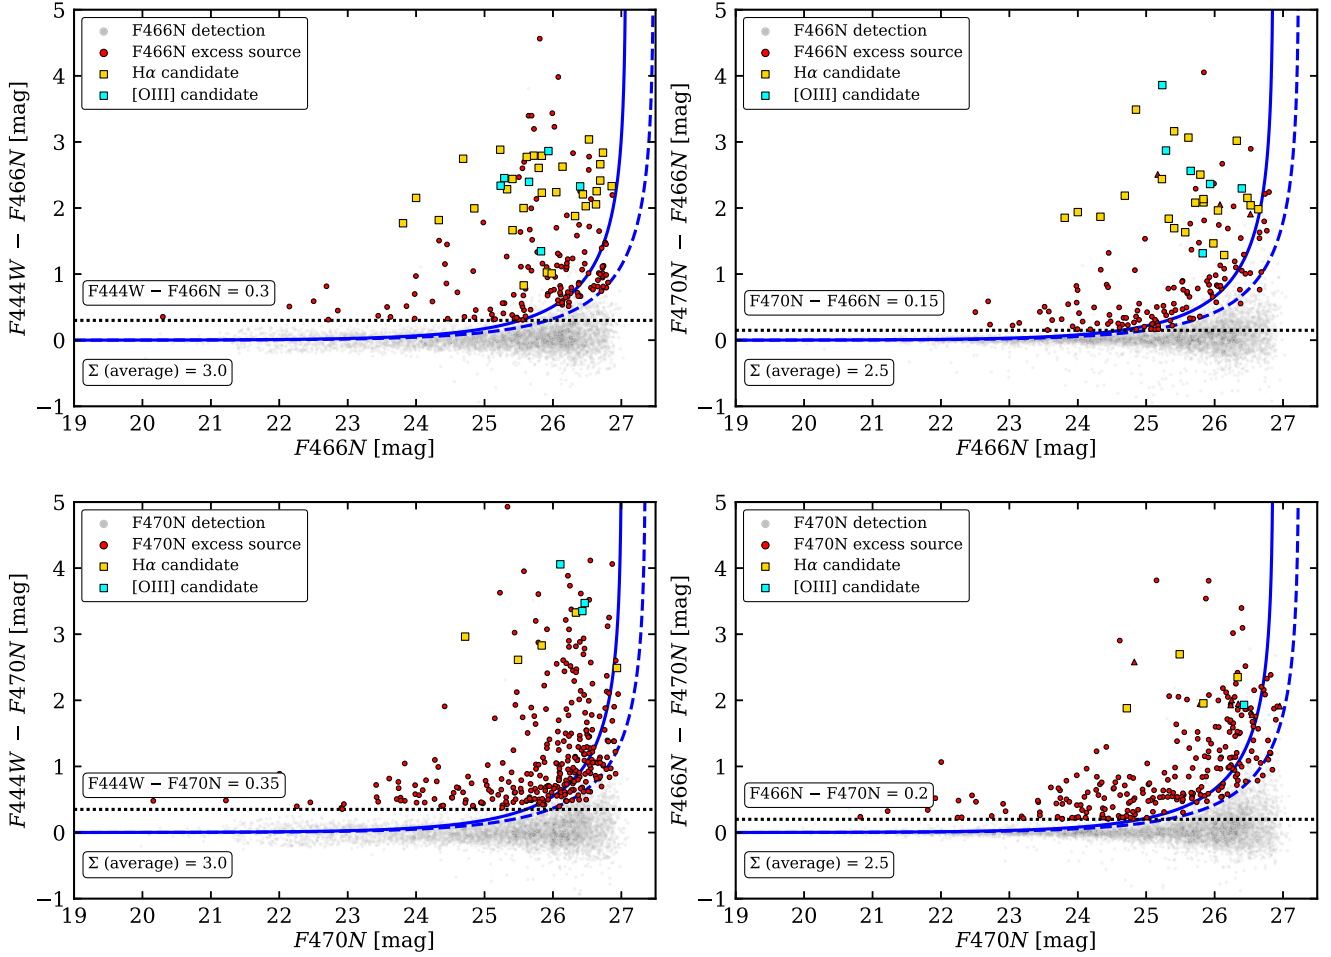 F444W − F466N [mag]
5
4
3
2
1
0
−1
F466N detection
F466N excess source
Hα candidate
[OIII] candidate
F444W − F466N = 0.3
Σ (average) = 3.0
19 20 21 22 23 24 25 26 27
F466N [mag]
F470N − F466N [mag]
5
4
3
2
1
0
−1
F466N detection
F466N excess source
Hα candidate
[OIII] candidate
F470N − F466N = 0.15
Σ (average) = 2.5
19 20 21 22 23 24 25 26 27
F466N [mag]
F444W − F470N [mag]
5
4
3
2
1
0
−1
F470N detection
F470N excess source
Hα candidate
[OIII] candidate
F444W − F470N = 0.35
Σ (average) = 3.0
19 20 21 22 23 24 25 26 27
F470N [mag]
F466N − F470N [mag]
5
4
3
2
1
0
−1
F470N detection
F470N excess source
Hα candidate
[OIII] candidate
F466N − F470N = 0.2
Σ (average) = 2.5
19 20 21 22 23 24 25 26 27
F470N [mag]